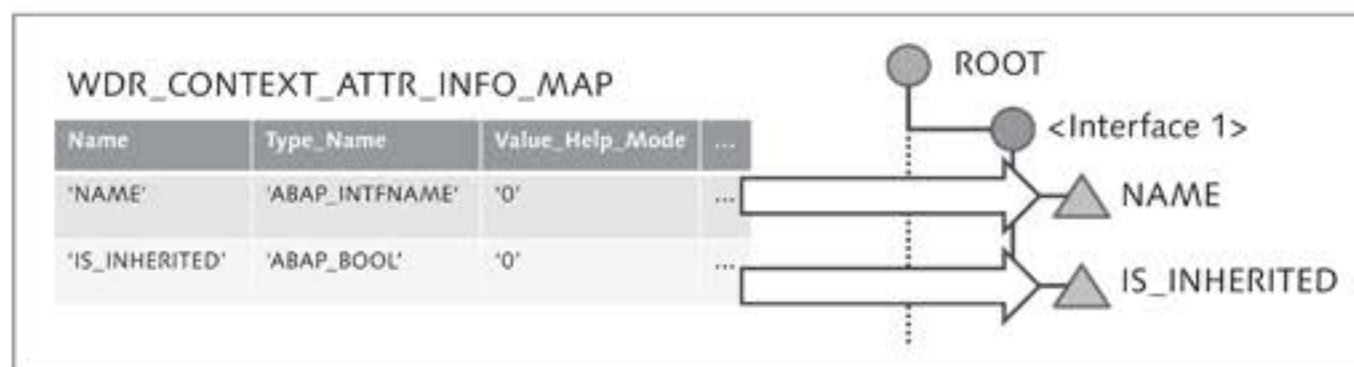 WDR_CONTEXT_ATTR_INFO_MAP
Name Type_Name Value_Help_Mode ...
'NAME' 'ABAP_INTFNAME' '0' ...
'IS_INHERITED' 'ABAP_BOOL' '0' ...
ROOT
<Interface 1>
NAME
IS_INHERITED